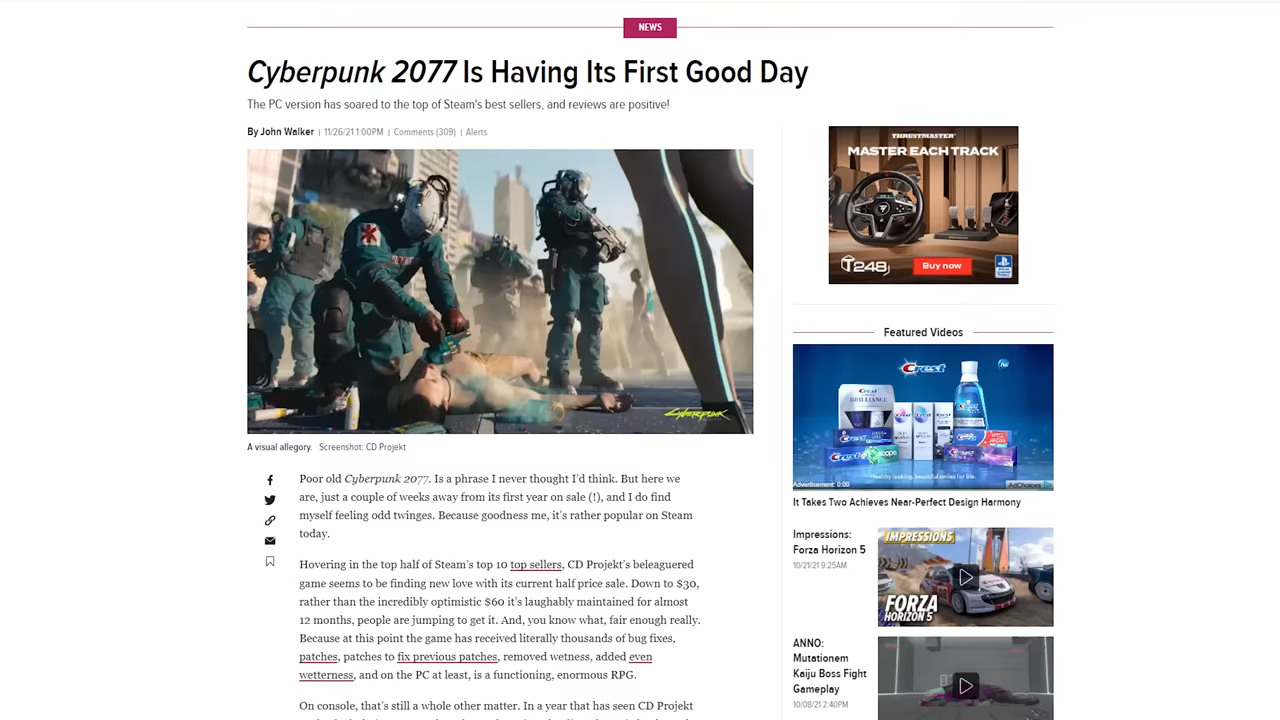 NEWS
Cyberpunk 2077 Is Having Its First Good Day
The PC version has soared to the top of Steam's best sellers, and reviews are positive!
By John Walker | 11/26/21 1:00PM | Comments (309) | Alerts
CYBERPUNK
A visual allegory. Screenshot: CD Projekt
Poor old Cyberpunk 2077. Is a phrase I never thought I'd think. But here we
are, just a couple of weeks away from its first year on sale (!), and I do find
myself feeling odd twinges. Because goodness me, it's rather popular on Steam
today.
Hovering in the top half of Steam's top 10 top sellers, CD Projekt's beleaguered
game seems to be finding new love with its current half price sale. Down to $30,
rather than the incredibly optimistic $60 it's laughably maintained for almost
12 months, people are jumping to get it. And, you know what, fair enough really.
Because at this point the game has received literally thousands of bug fixes,
patches, patches to fix previous patches, removed wetness, added even
wetterness, and on the PC at least, is a functioning, enormous RPG.
On console, that's still a whole other matter. In a year that has seen CD Projekt
THRUSTMASTER
MASTER EACH TRACK
T248
Buy now
Featured Videos
Crest
BRILLIANCE
Healthy looking, beautiful smiles for life.
Advertisement: 0:00
AdChoices
It Takes Two Achieves Near-Perfect Design Harmony
Impressions:
Forza Horizon 5
10/21/21 9:25AM
IMPRESSIONS
FORZA
HORIZON 5
ANNO:
Mutationem
Kaiju Boss Fight
Gameplay
10/08/21 2:40PM